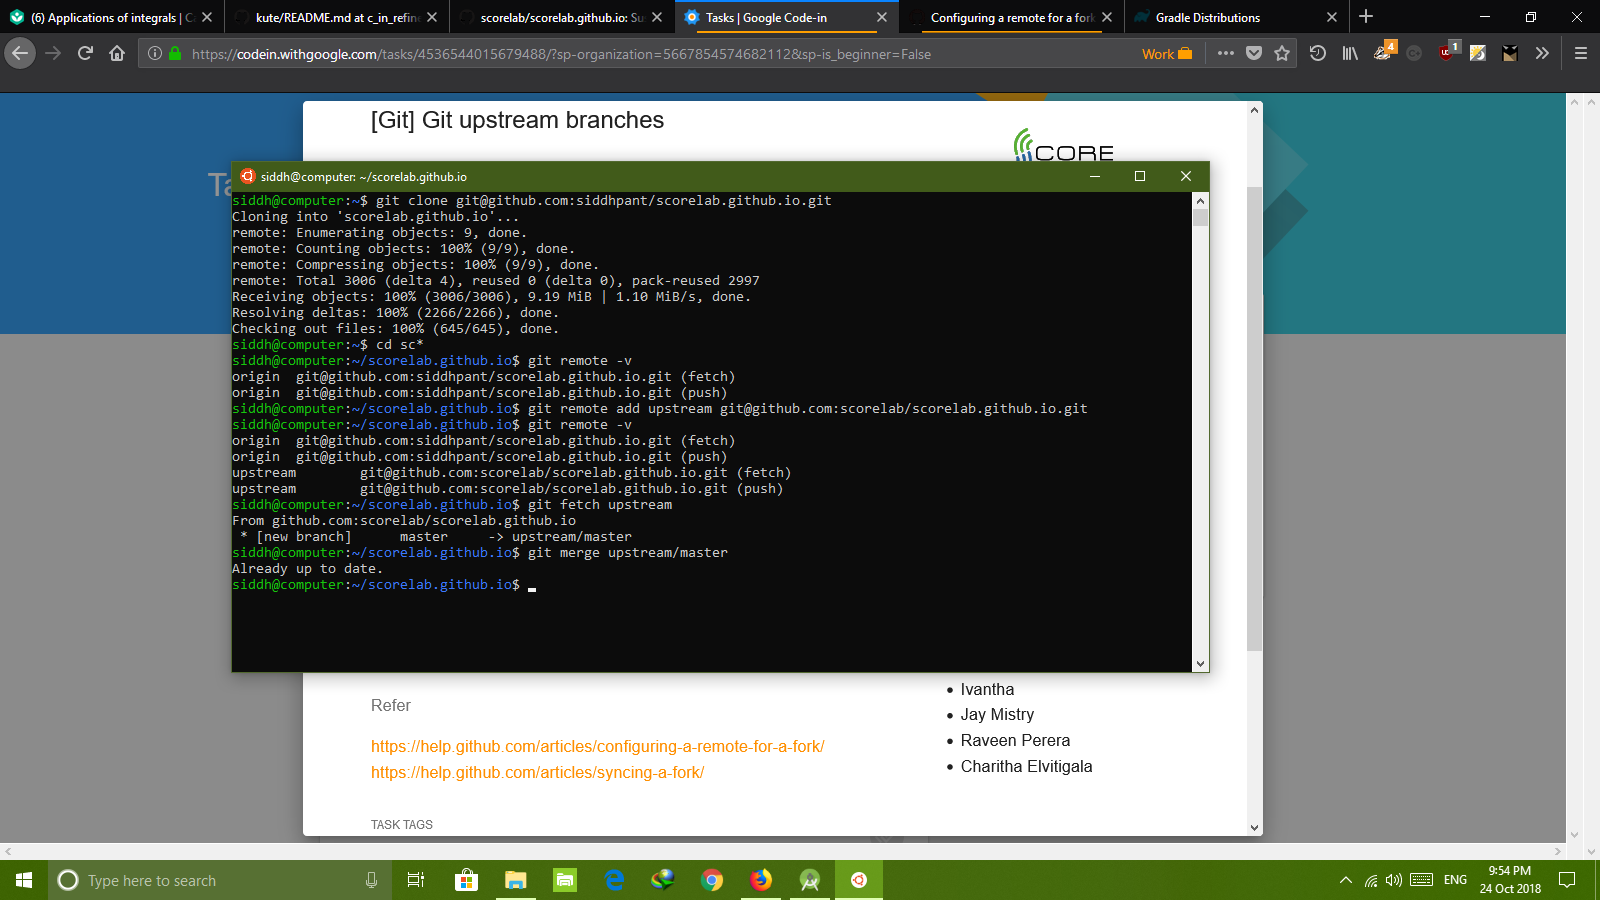 (6) Applications of integrals | C
kute/README.md at c_in_refine
scorelab/scorelab.github.io: Su
Tasks | Google Code-in
Configuring a remote for a fork
Gradle Distributions
https://codein.withgoogle.com/tasks/4536544015679488/?sp-organization=5667854574682112&sp-is_beginner=False
Work
4
1
[Git] Git upstream branches
CORE
Ta
siddh@computer: ~/scorelab.github.io
siddh@computer:~$ git clone git@github.com:siddhpant/scorelab.github.io.git
Cloning into 'scorelab.github.io'...
remote: Enumerating objects: 9, done.
remote: Counting objects: 100% (9/9), done.
remote: Compressing objects: 100% (9/9), done.
remote: Total 3006 (delta 4), reused 0 (delta 0), pack-reused 2997
Receiving objects: 100% (3006/3006), 9.19 MiB | 1.10 MiB/s, done.
Resolving deltas: 100% (2266/2266), done.
Checking out files: 100% (645/645), done.
siddh@computer:~$ cd sc*
siddh@computer:~/scorelab.github.io$ git remote -v
origin  git@github.com:siddhpant/scorelab.github.io.git (fetch)
origin  git@github.com:siddhpant/scorelab.github.io.git (push)
siddh@computer:~/scorelab.github.io$ git remote add upstream git@github.com:scorelab/scorelab.github.io.git
siddh@computer:~/scorelab.github.io$ git remote -v
origin  git@github.com:siddhpant/scorelab.github.io.git (fetch)
origin  git@github.com:siddhpant/scorelab.github.io.git (push)
upstream        git@github.com:scorelab/scorelab.github.io.git (fetch)
upstream        git@github.com:scorelab/scorelab.github.io.git (push)
siddh@computer:~/scorelab.github.io$ git fetch upstream
From github.com:scorelab/scorelab.github.io
 * [new branch]      master     -> upstream/master
siddh@computer:~/scorelab.github.io$ git merge upstream/master
Already up to date.
siddh@computer:~/scorelab.github.io$
Refer
https://help.github.com/articles/configuring-a-remote-for-a-fork/
https://help.github.com/articles/syncing-a-fork/
TASK TAGS
• Ivantha
• Jay Mistry
• Raveen Perera
• Charitha Elvitigala
Type here to search
ENG
9:54 PM
24 Oct 2018